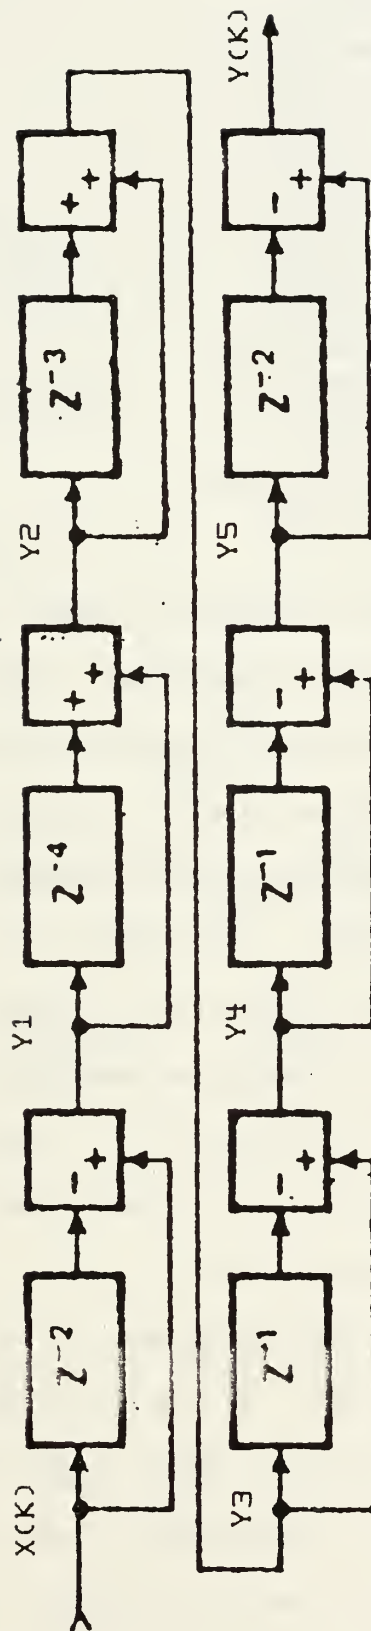 X(K)
Z-2
-
+
Y1
Z-4
+
+
Y2
Z-3
+
+
Y3
Z-1
-
+
Y4
Z-1
-
+
Y5
Z-2
-
+
Y(K)